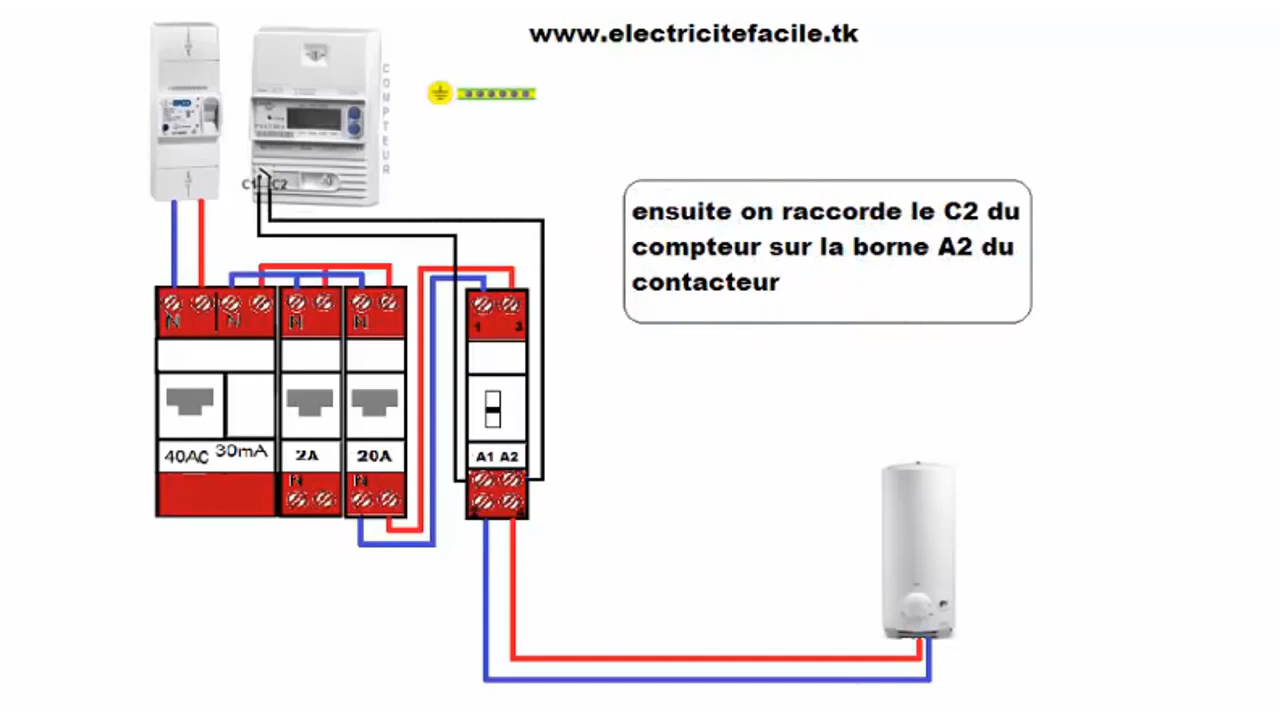 www.electricitefacile.tk
COMPTEUR
C1 C2
ensuite on raccorde le C2 du
compteur sur la borne A2 du
contacteur
N N N N
1 3
40AC 30mA 2A 20A A1 A2
N N